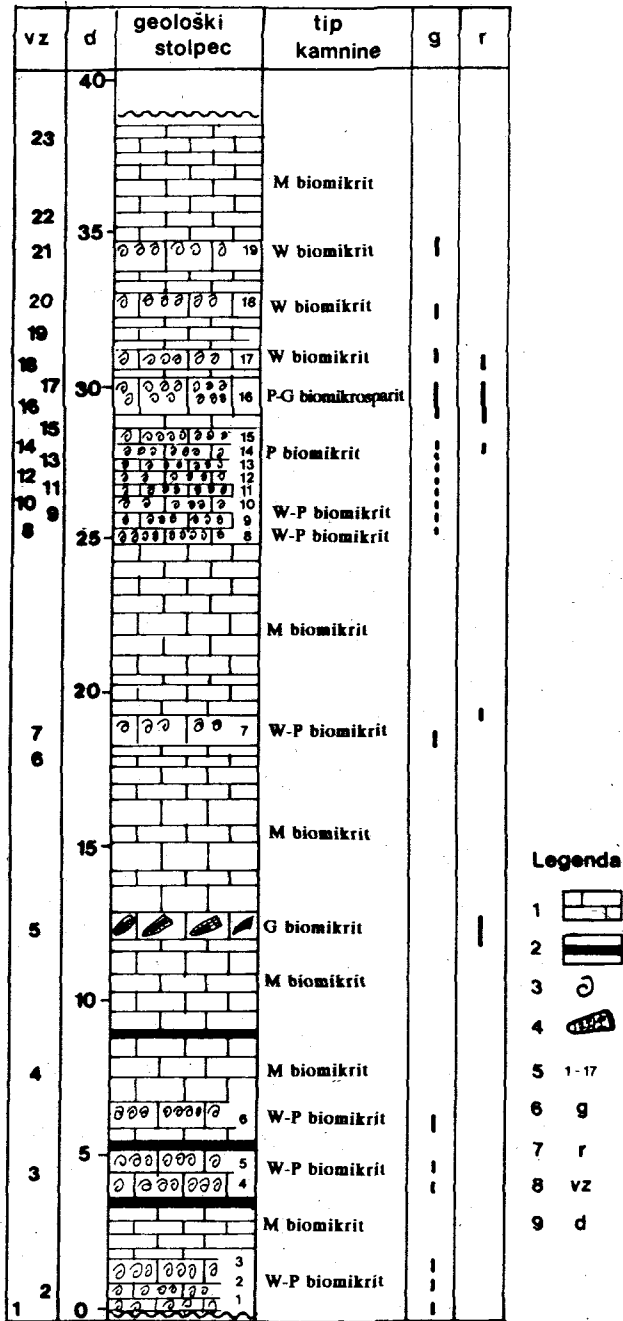 vz d geološki stolpec tip kamnine g r
40
23
M biomikrit
22
35
21 19 W biomikrit
20 18 W biomikrit
19
18 17 W biomikrit
17 30
16 16 P-G biomikrosparit
15 15
14 14 P biomikrit
13 13
12 12
11 11
10 10 W-P biomikrit
9 9
8 8 W-P biomikrit
25
M biomikrit
20
7 7 W-P biomikrit
6
15 M biomikrit
5 G biomikrit
M biomikrit
10
4 M biomikrit
6 W-P biomikrit
5
5 W-P biomikrit
3 4
M biomikrit
3
2 2 W-P biomikrit
1 0 1
Legenda
1
2
3
4
5 1-17
6 g
7 r
8 vz
9 d